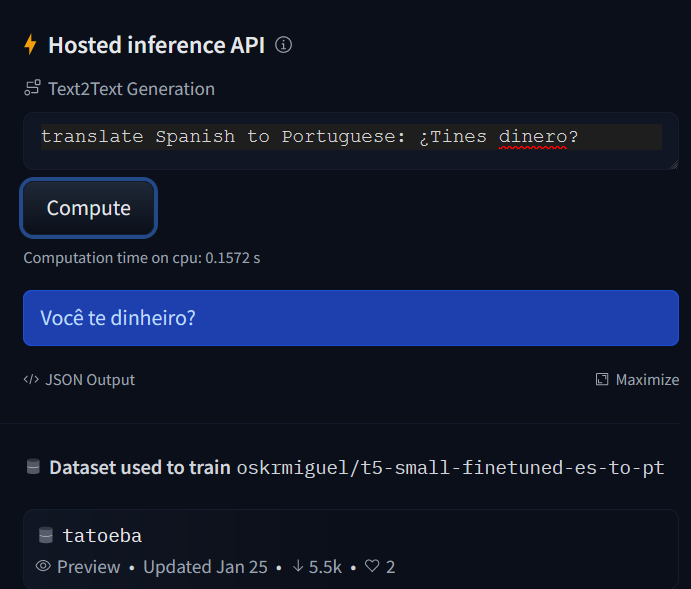 Hosted inference API
Text2Text Generation
translate Spanish to Portuguese: ¿Tines dinero?
Compute
Computation time on cpu: 0.1572 s
Você te dinheiro?
</> JSON Output Maximize
Dataset used to train oskrmiguel/t5-small-finetuned-es-to-pt
tatoeba
Preview • Updated Jan 25 • ↓ 5.5k • ♡ 2